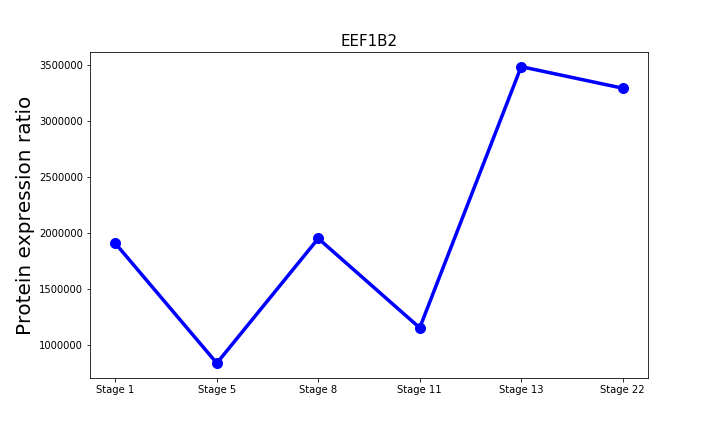 EEF1B2
Protein expression ratio
3500000
3000000
2500000
2000000
1500000
1000000
Stage 1 Stage 5 Stage 8 Stage 11 Stage 13 Stage 22